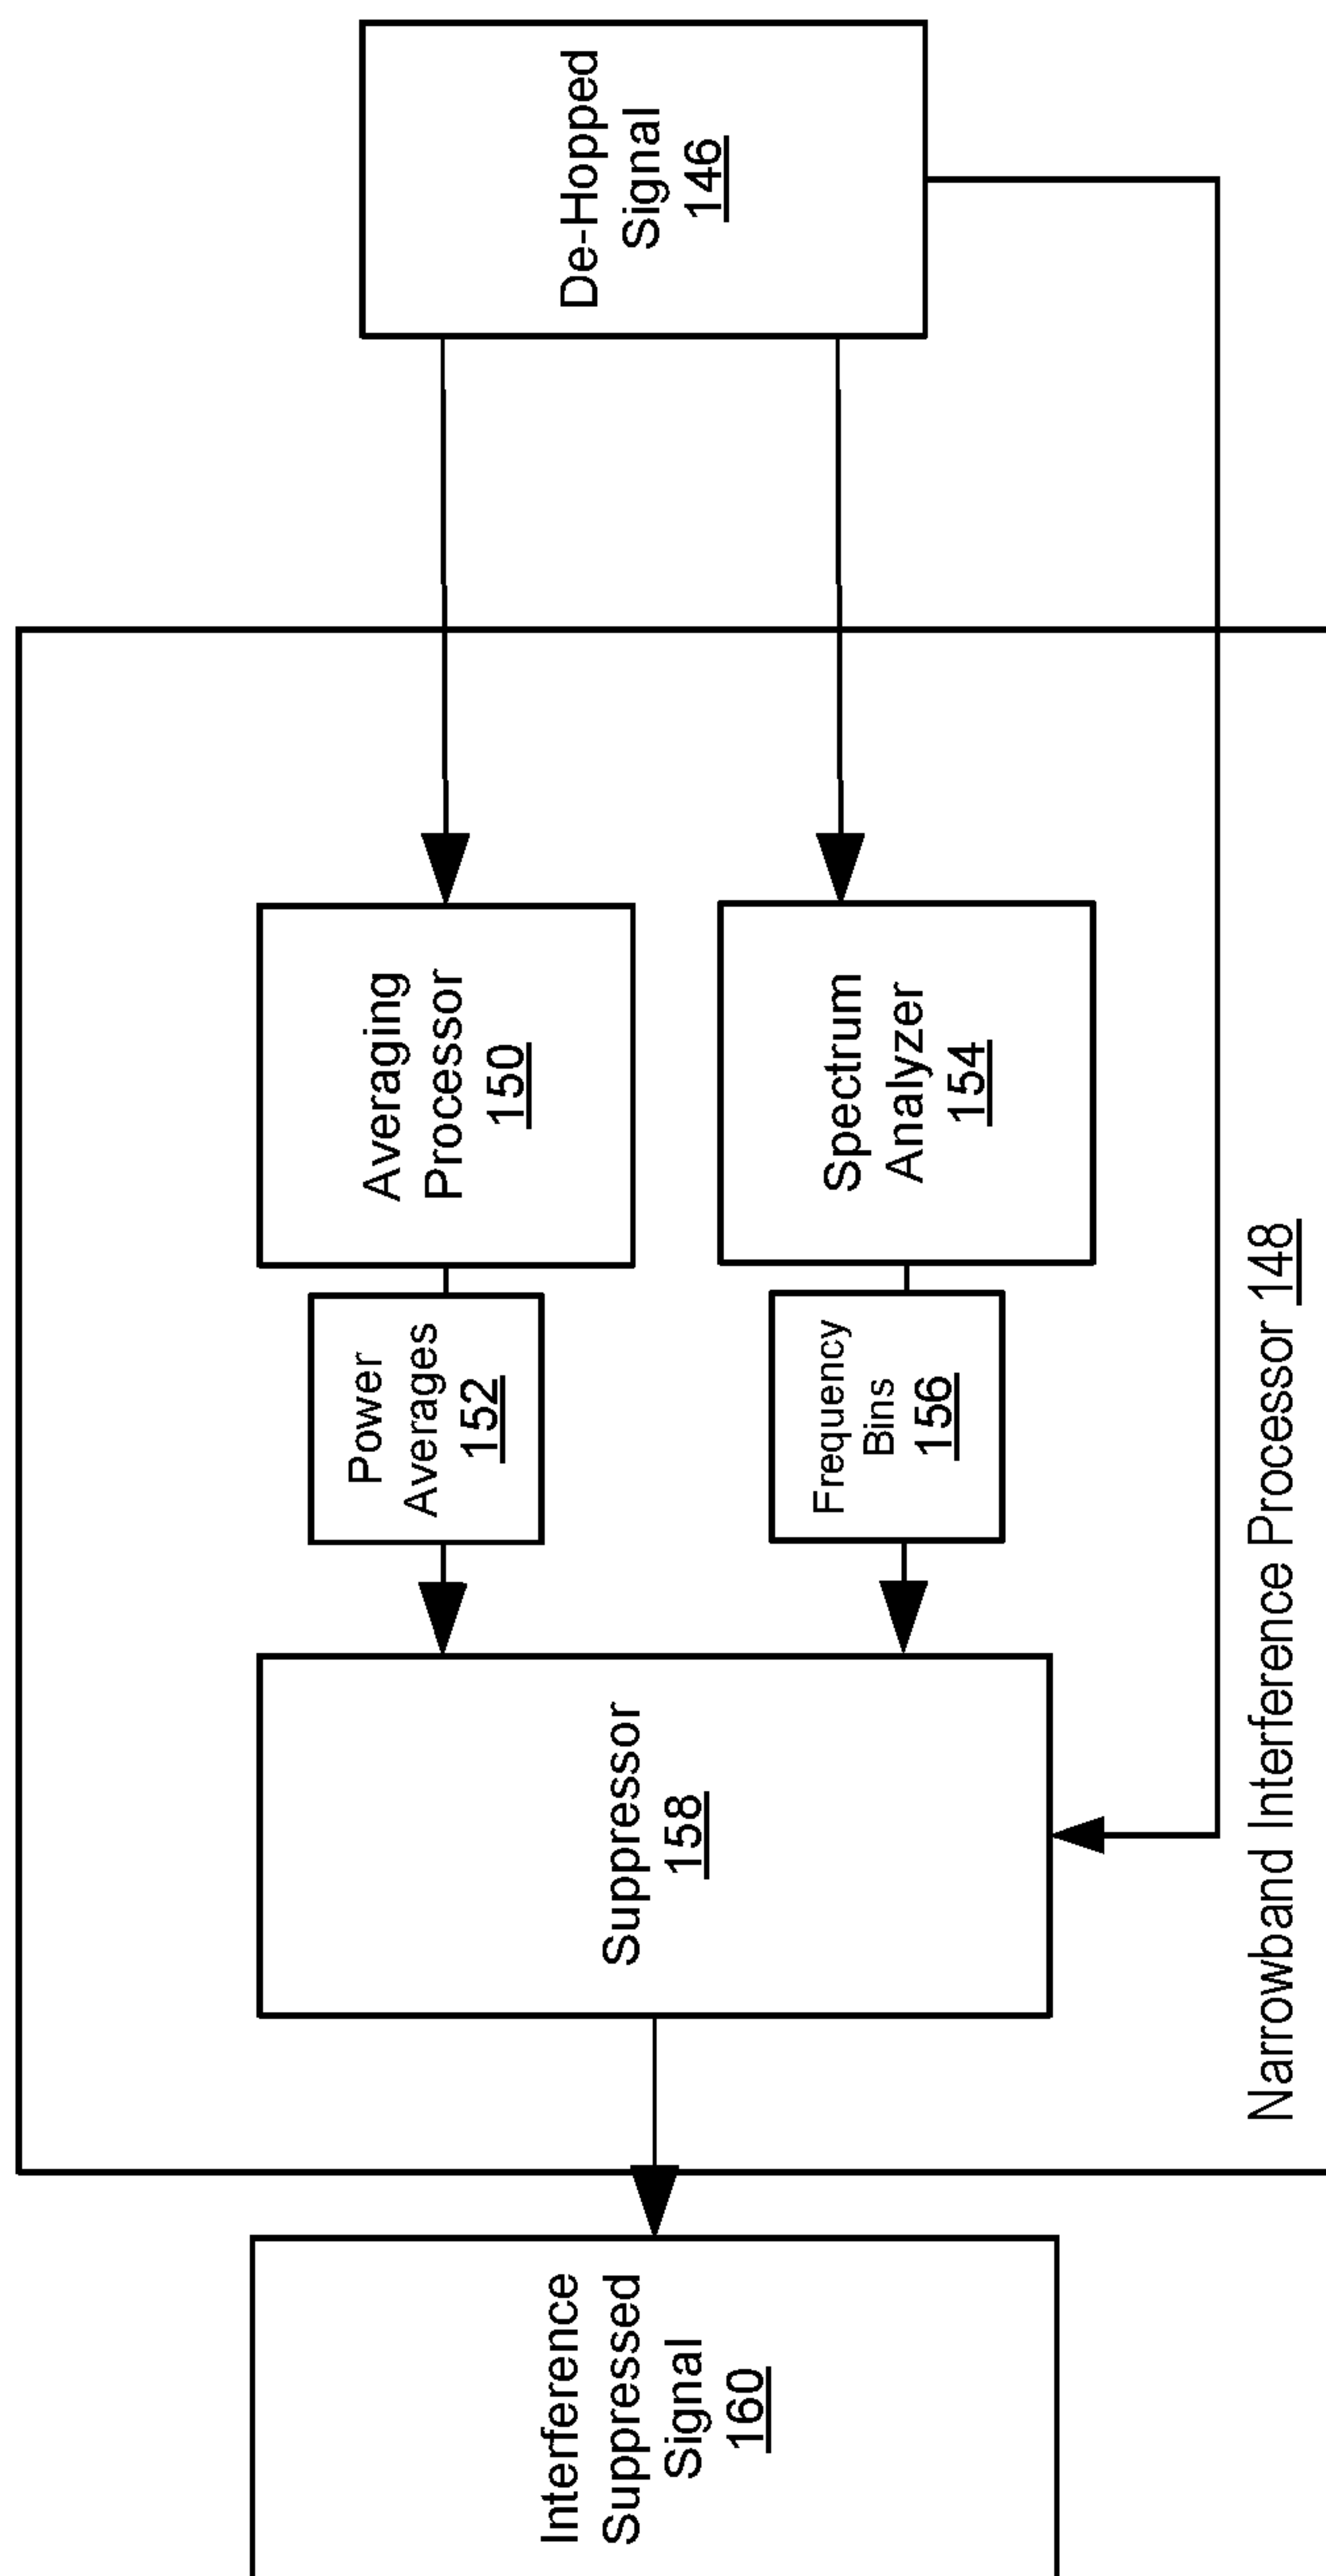 De-Hopped
Signal
146
Averaging
Processor
150
Spectrum
Analyzer
154
Power
Averages
152
Frequency
Bins
156
Suppressor
158
Narrowband Interference Processor 148
Interference
Suppressed
Signal
160